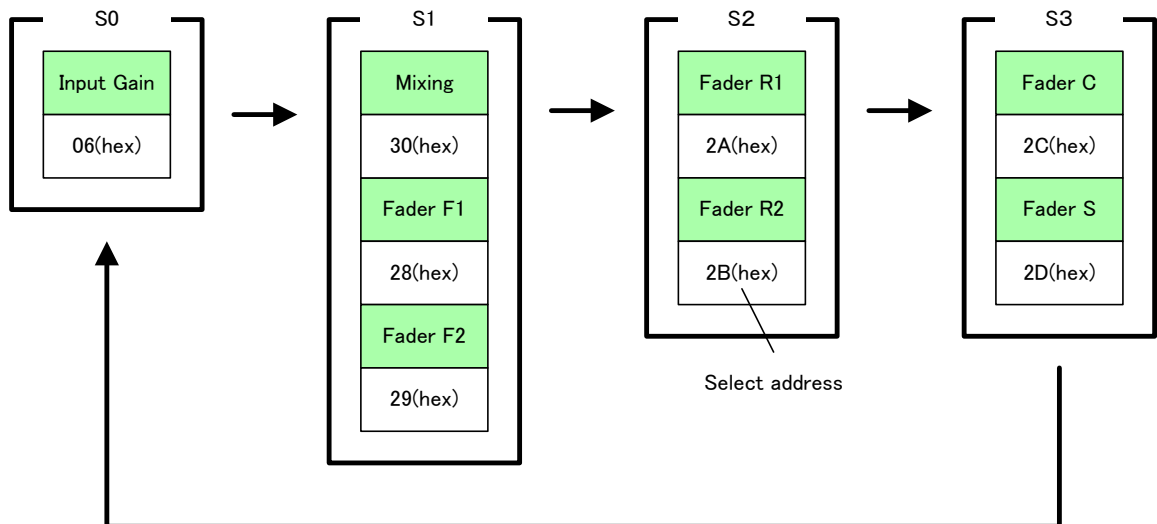 S0
Input Gain
06(hex)
S1
Mixing
30(hex)
Fader F1
28(hex)
Fader F2
29(hex)
S2
Fader R1
2A(hex)
Fader R2
2B(hex)
Select address
S3
Fader C
2C(hex)
Fader S
2D(hex)